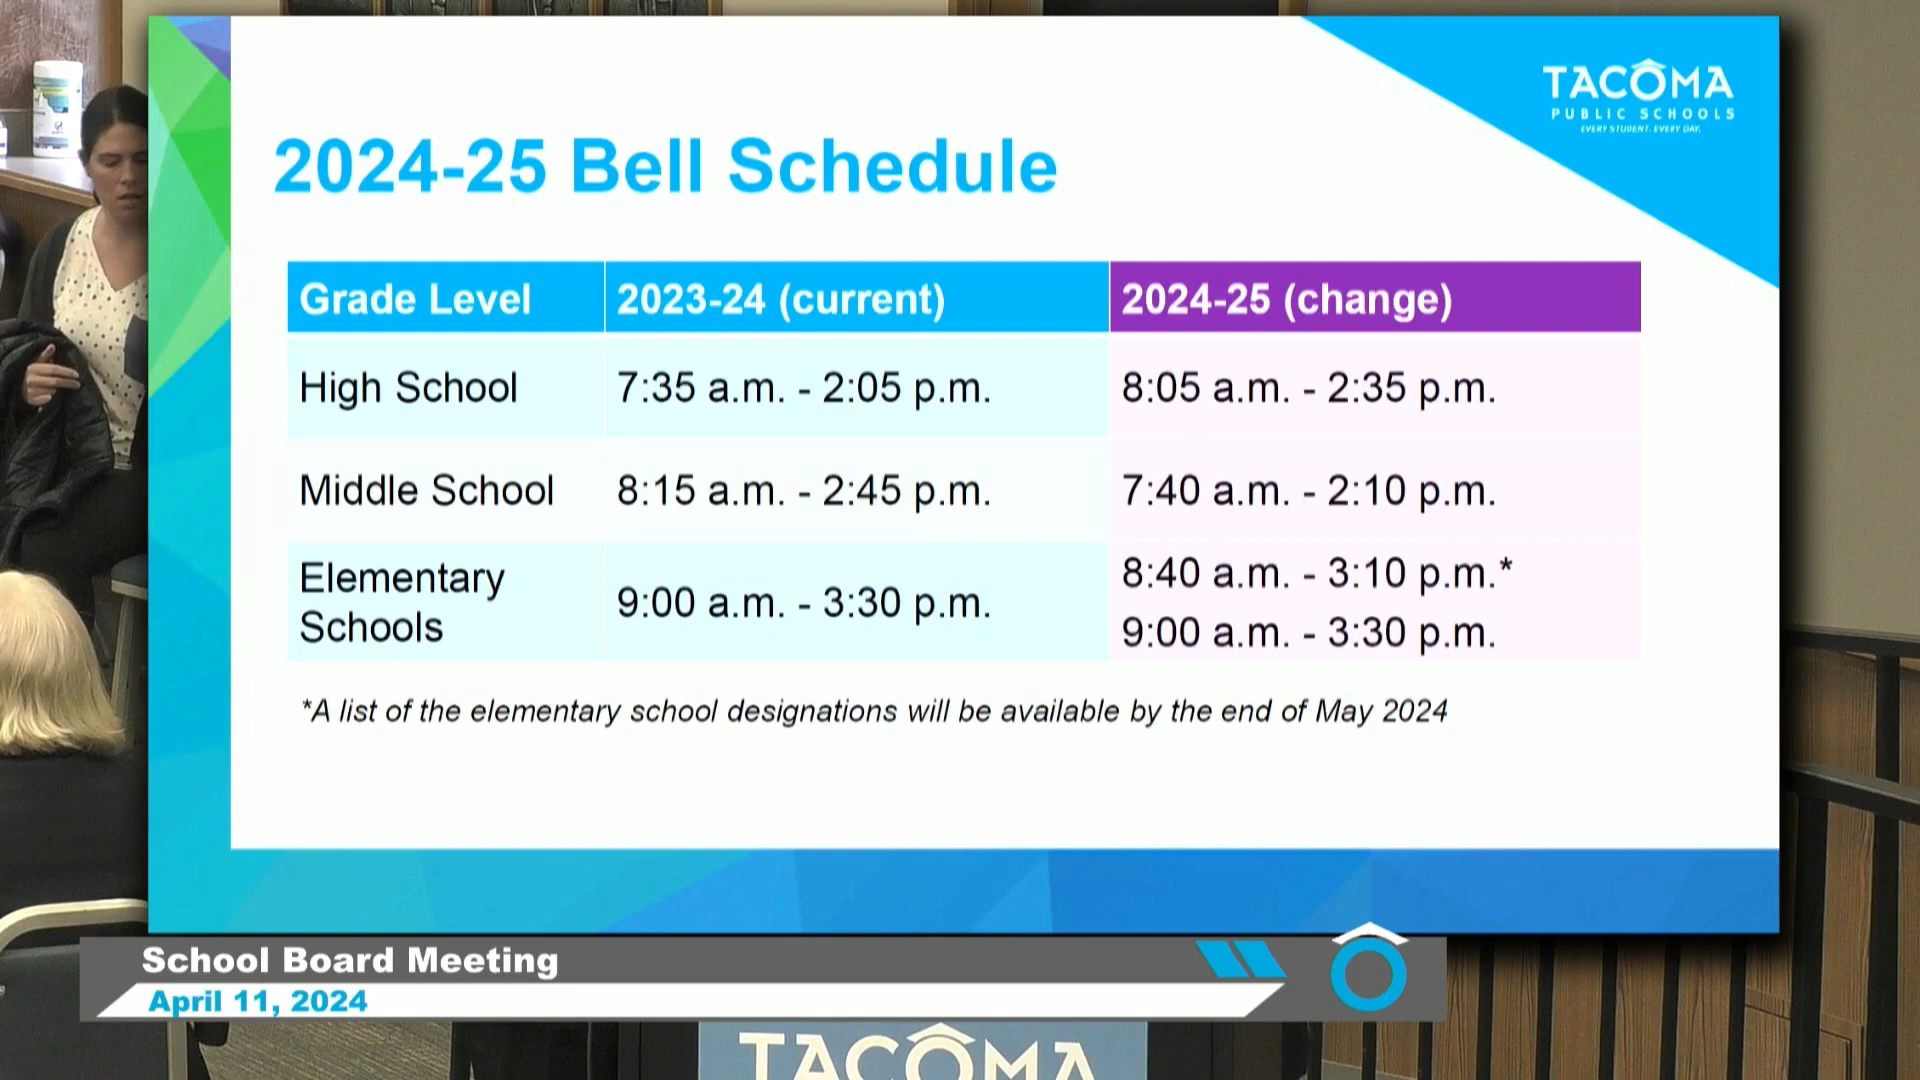 TACOMA
PUBLIC SCHOOLS
EVERY STUDENT. EVERY DAY.
2024-25 Bell Schedule
Grade Level 2023-24 (current) 2024-25 (change)
High School 7:35 a.m. - 2:05 p.m. 8:05 a.m. - 2:35 p.m.
Middle School 8:15 a.m. - 2:45 p.m. 7:40 a.m. - 2:10 p.m.
Elementary Schools 9:00 a.m. - 3:30 p.m. 8:40 a.m. - 3:10 p.m.*
9:00 a.m. - 3:30 p.m.
*A list of the elementary school designations will be available by the end of May 2024
School Board Meeting
April 11, 2024
TACOMA